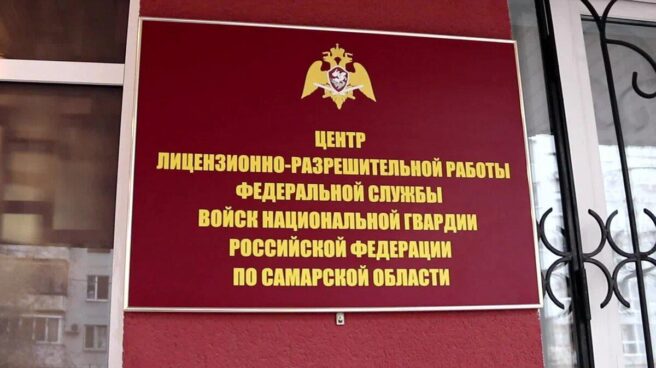 ЦЕНТР
ЛИЦЕНЗИОННО-РАЗРЕШИТЕЛЬНОЙ РАБОТЫ
ФЕДЕРАЛЬНОЙ СЛУЖБЫ
ВОЙСК НАЦИОНАЛЬНОЙ ГВАРДИИ
РОССИЙСКОЙ ФЕДЕРАЦИИ
ПО САМАРСКОЙ ОБЛАСТИ